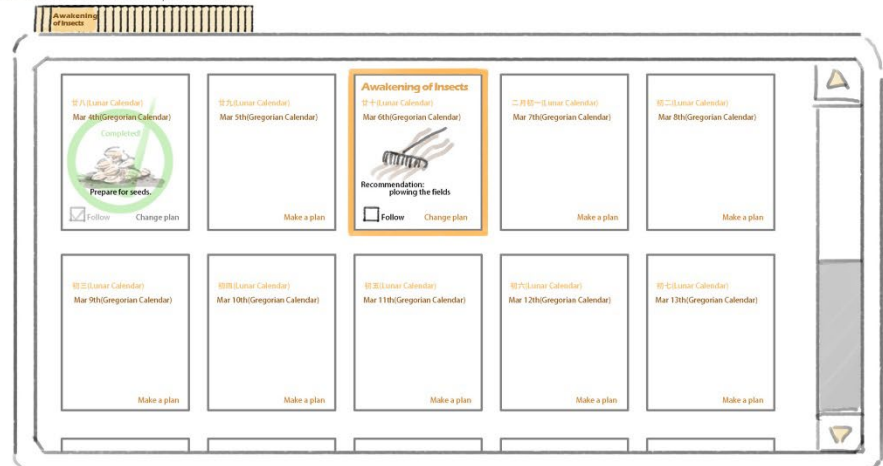 Awakening
of Insects
廿八(Lunar Calendar)
Mar 4th(Gregorian Calendar)
Completed!
Prepare for seeds.
Follow
Change plan
廿九(Lunar Calendar)
Mar 5th(Gregorian Calendar)
Make a plan
Awakening of Insects
廿十(Lunar Calendar)
Mar 6th(Gregorian Calendar)
Recommendation:
plowing the fields
Follow
Change plan
二月初一(Lunar Calendar)
Mar 7th(Gregorian Calendar)
Make a plan
初二(Lunar Calendar)
Mar 8th(Gregorian Calendar)
Make a plan
初三(Lunar Calendar)
Mar 9th(Gregorian Calendar)
Make a plan
初四(Lunar Calendar)
Mar 10th(Gregorian Calendar)
Make a plan
初五(Lunar Calendar)
Mar 11th(Gregorian Calendar)
Make a plan
初六(Lunar Calendar)
Mar 12th(Gregorian Calendar)
Make a plan
初七(Lunar Calendar)
Mar 13th(Gregorian Calendar)
Make a plan